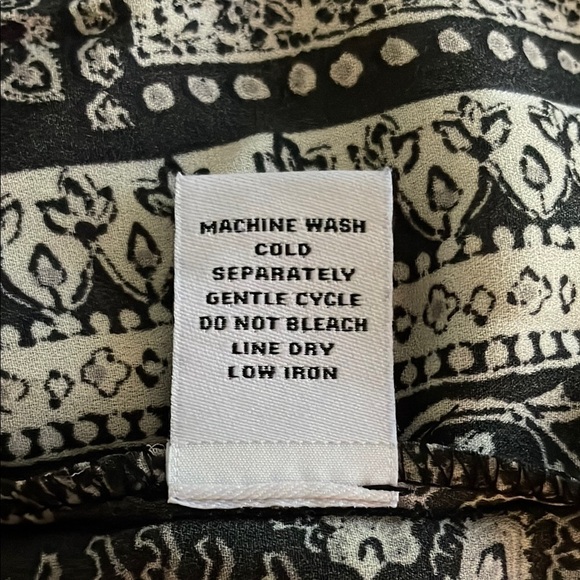 MACHINE WASH
COLD
SEPARATELY
GENTLE CYCLE
DO NOT BLEACH
LINE DRY
LOW IRON